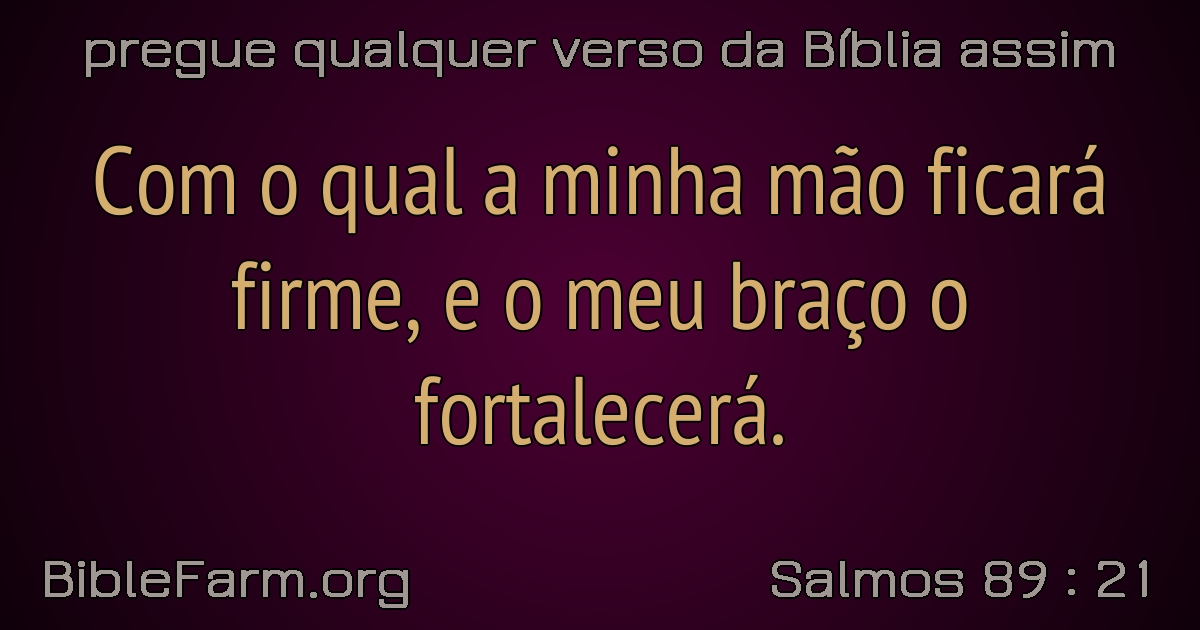 pregue qualquer verso da Bíblia assim
Com o qual a minha mão ficará
firme, e o meu braço o
fortalecerá.
BibleFarm.org
Salmos 89 : 21